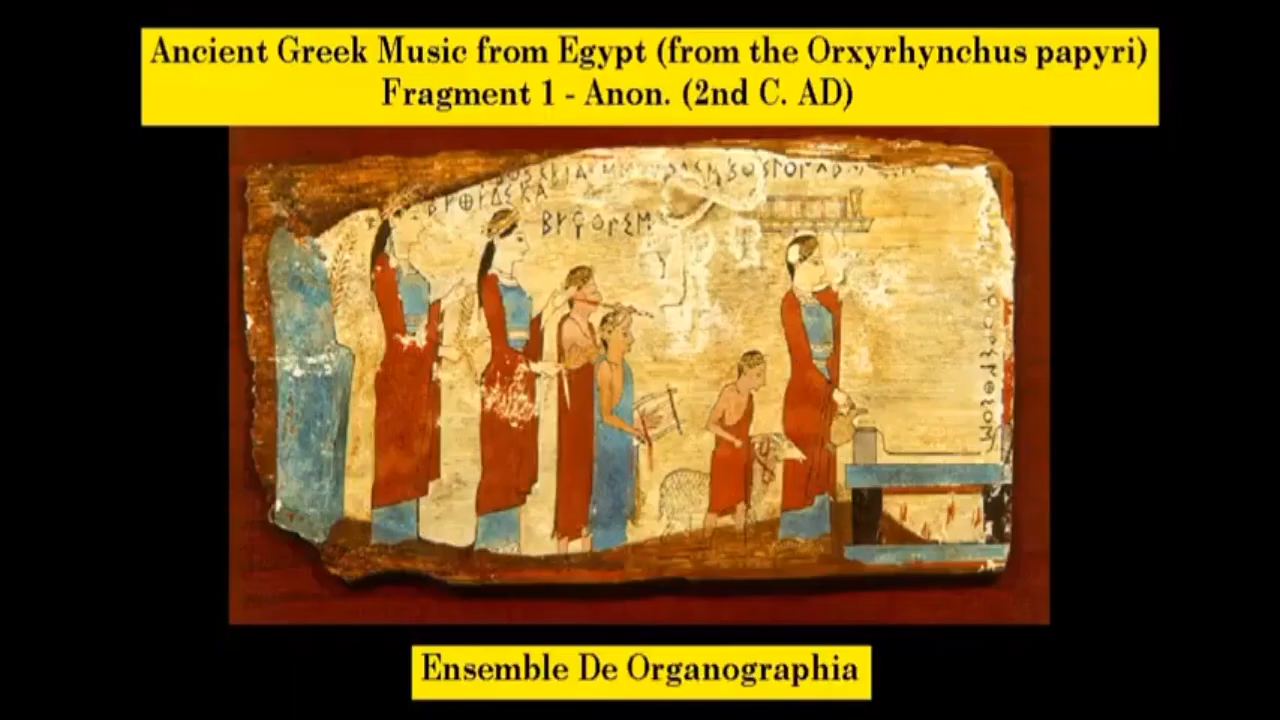 Ancient Greek Music from Egypt (from the Orxyrhynchus papyri)
Fragment 1 - Anon. (2nd C. AD)
Ensemble De Organographia